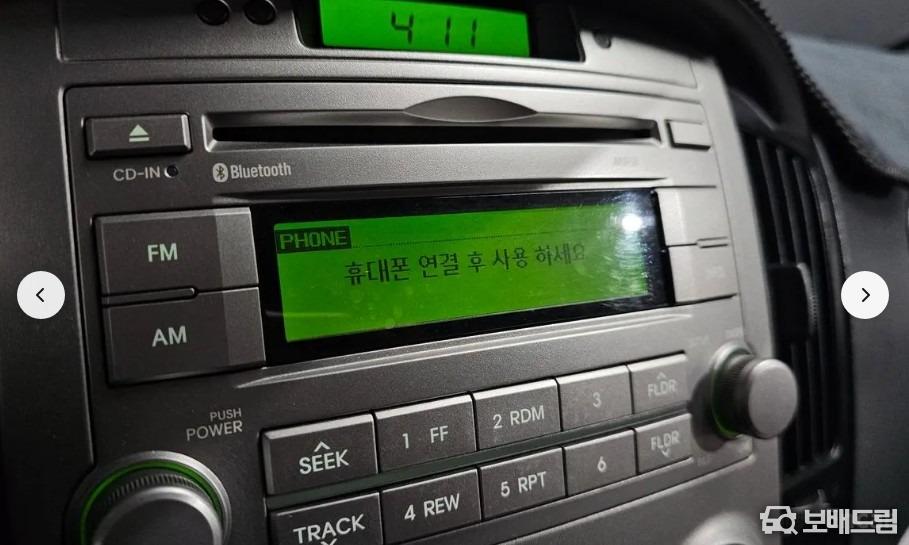 4 11
CD-IN
Bluetooth
MP3
FM
AM
PHONE
휴대폰 연결 후 사용 하세요
PUSH
POWER
SEEK
1 FF
2 RDM
3
FLDR
TRACK
4 REW
5 RPT
6
FLDR
보배드림